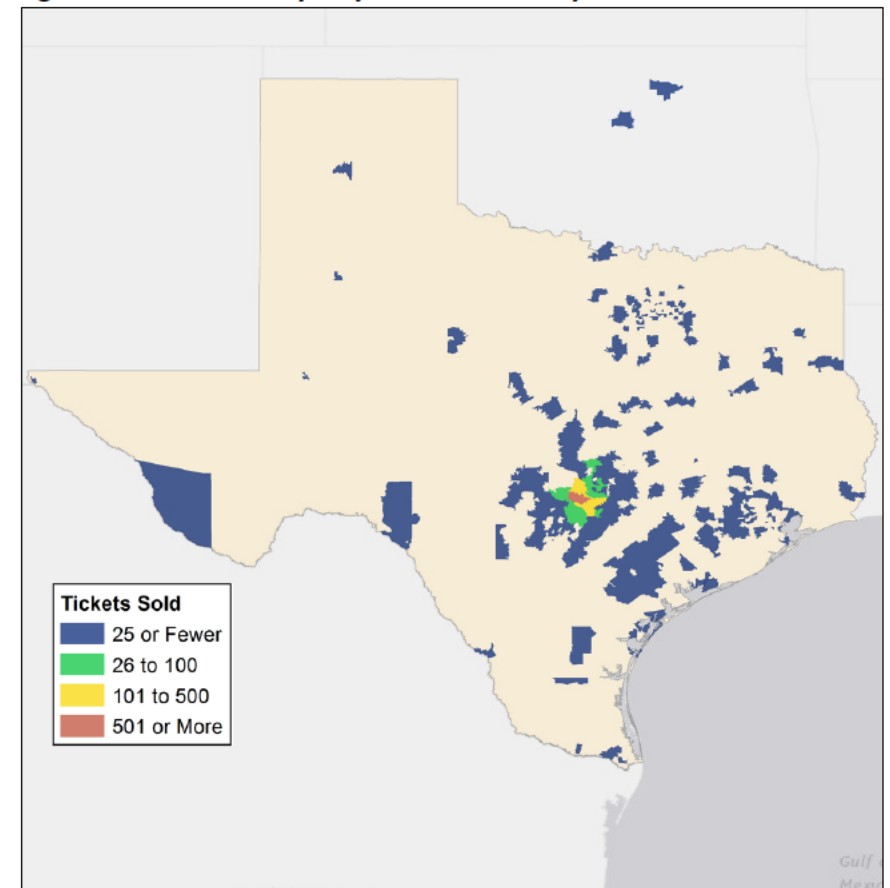 Tickets Sold
25 or Fewer
26 to 100
101 to 500
501 or More
Gulf